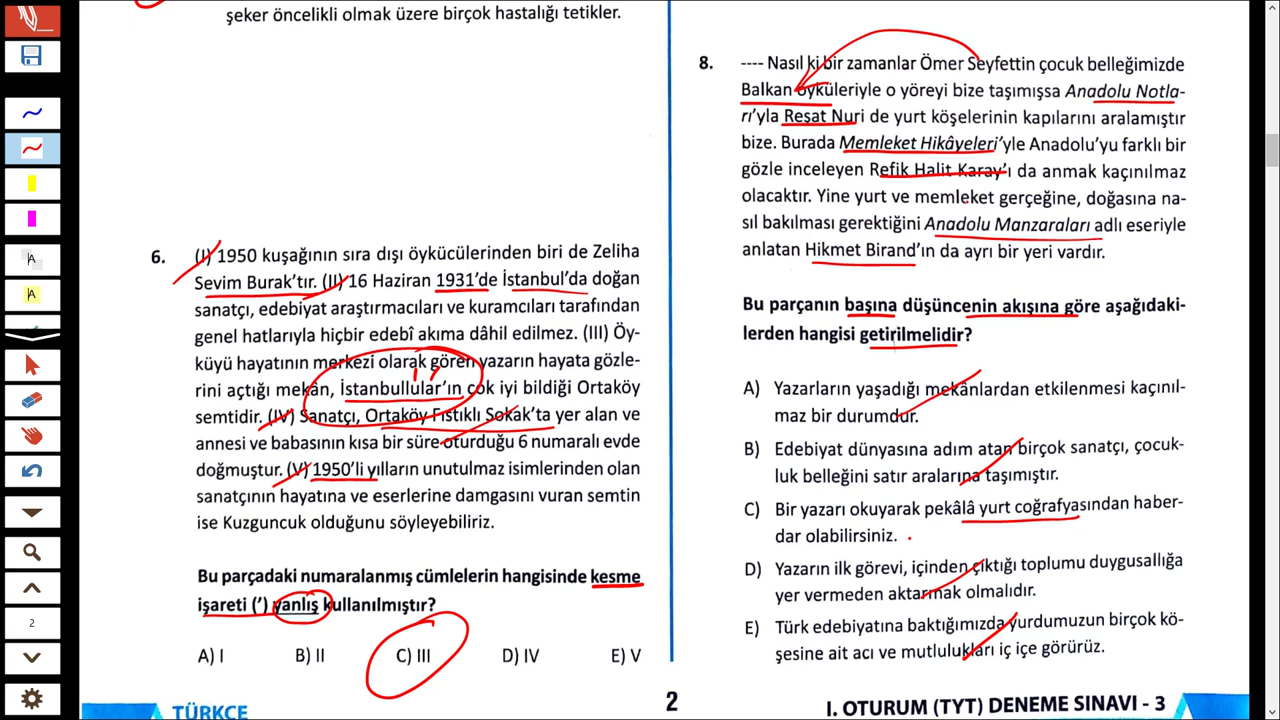 şeker öncelikli olmak üzere birçok hastalığı tetikler.
6. (I) 1950 kuşağının sıra dışı öykücülerinden biri de Zeliha
Sevim Burak’tır. (II) 16 Haziran 1931’de İstanbul’da doğan
sanatçı, edebiyat araştırmacıları ve kuramcıları tarafından
genel hatlarıyla hiçbir edebî akıma dâhil edilmez. (III) Öy-
küyü hayatının merkezi olarak gören yazarın hayata gözle-
rini açtığı mekân, İstanbullular’ın çok iyi bildiği Ortaköy
semtidir. (IV) Sanatçı, Ortaköy Fıstıklı Sokak’ta yer alan ve
annesi ve babasının kısa bir süre oturduğu 6 numaralı evde
doğmuştur. (V) 1950’li yılların unutulmaz isimlerinden olan
sanatçının hayatına ve eserlerine damgasını vuran semtin
ise Kuzguncuk olduğunu söyleyebiliriz.
Bu parçadaki numaralanmış cümlelerin hangisinde kesme
işareti (’) yanlış kullanılmıştır?
A) I B) II C) III D) IV E) V
8. ---- Nasıl ki bir zamanlar Ömer Seyfettin çocuk belleğimizde
Balkan öyküleriyle o yöreyi bize taşımışsa Anadolu Notla-
rı’yla Reşat Nuri de yurt köşelerinin kapılarını aralamıştır
bize. Burada Memleket Hikâyeleri’yle Anadolu’yu farklı bir
gözle inceleyen Refik Halit Karay’ı da anmak kaçınılmaz
olacaktır. Yine yurt ve memleket gerçeğine, doğasına na-
sıl bakılması gerektiğini Anadolu Manzaraları adlı eseriyle
anlatan Hikmet Birand’ın da ayrı bir yeri vardır.
Bu parçanın başına düşüncenin akışına göre aşağıdaki-
lerden hangisi getirilmelidir?
A) Yazarların yaşadığı mekânlardan etkilenmesi kaçınıl-
maz bir durumdur.
B) Edebiyat dünyasına adım atan birçok sanatçı, çocuk-
luk belleğini satır aralarına taşımıştır.
C) Bir yazarı okuyarak pekâlâ yurt coğrafyasından haber-
dar olabilirsiniz.
D) Yazarın ilk görevi, içinden çıktığı toplumu duygusallığa
yer vermeden aktarmak olmalıdır.
E) Türk edebiyatına baktığımızda yurdumuzun birçok kö-
şesine ait acı ve mutlulukları iç içe görürüz.
TÜRKÇE
2
I. OTURUM (TYT) DENEME SINAVI - 3
A
A
2